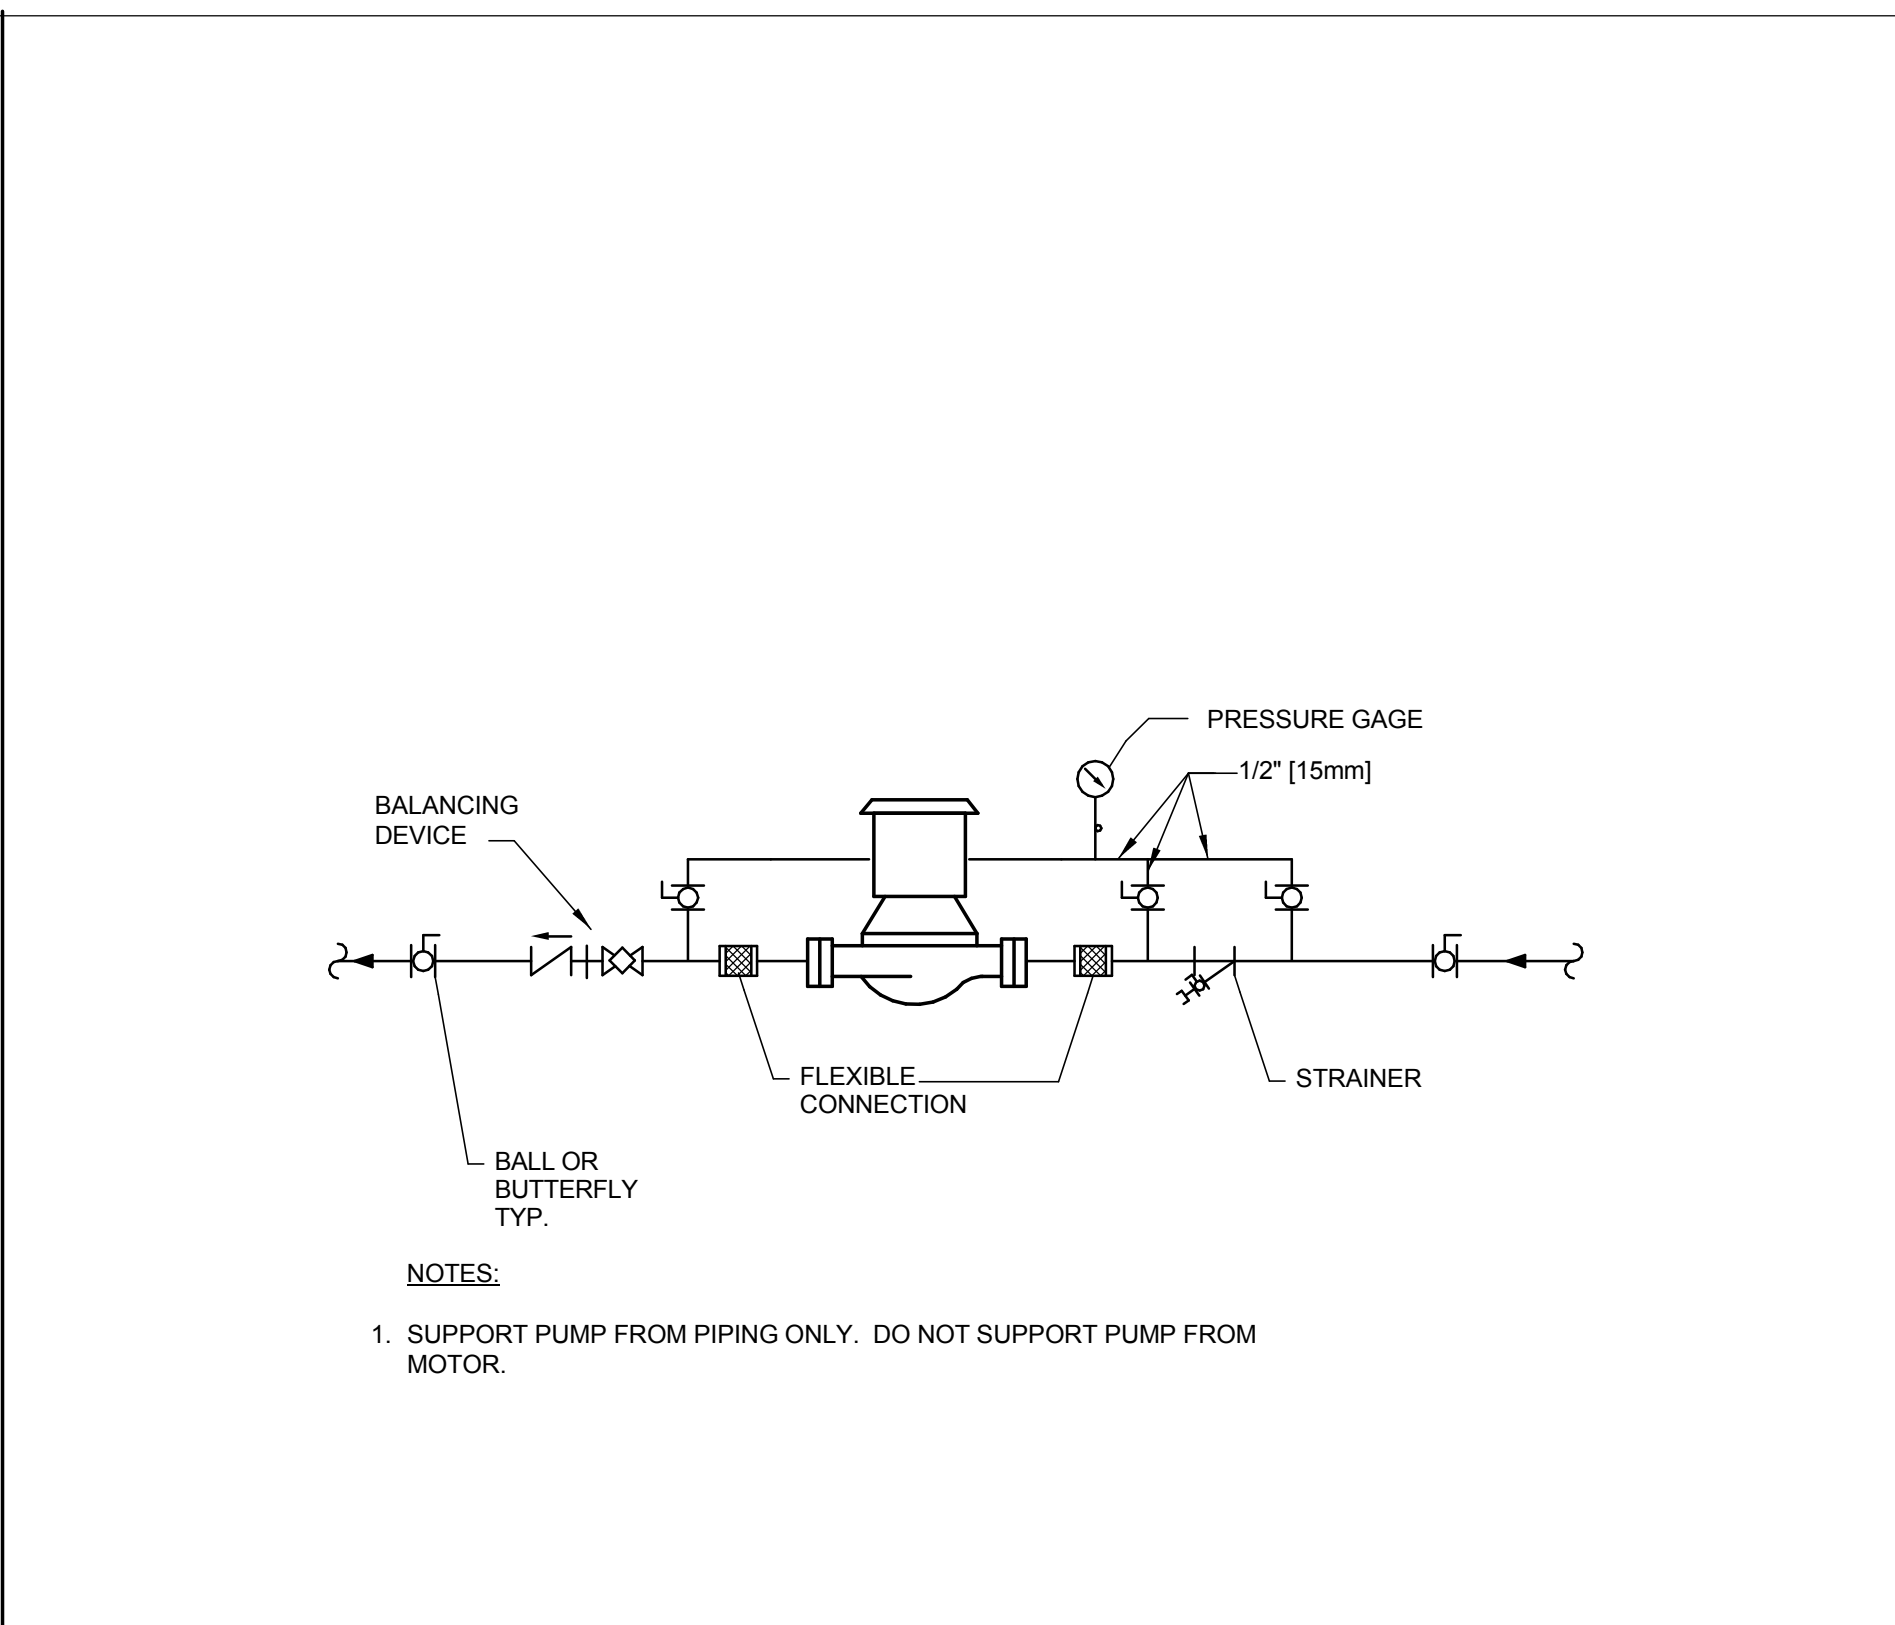 PRESSURE GAGE
1/2" [15mm]
BALANCING
DEVICE
FLEXIBLE
CONNECTION
STRAINER
BALL OR
BUTTERFLY
TYP.
NOTES:
1. SUPPORT PUMP FROM PIPING ONLY. DO NOT SUPPORT PUMP FROM
MOTOR.